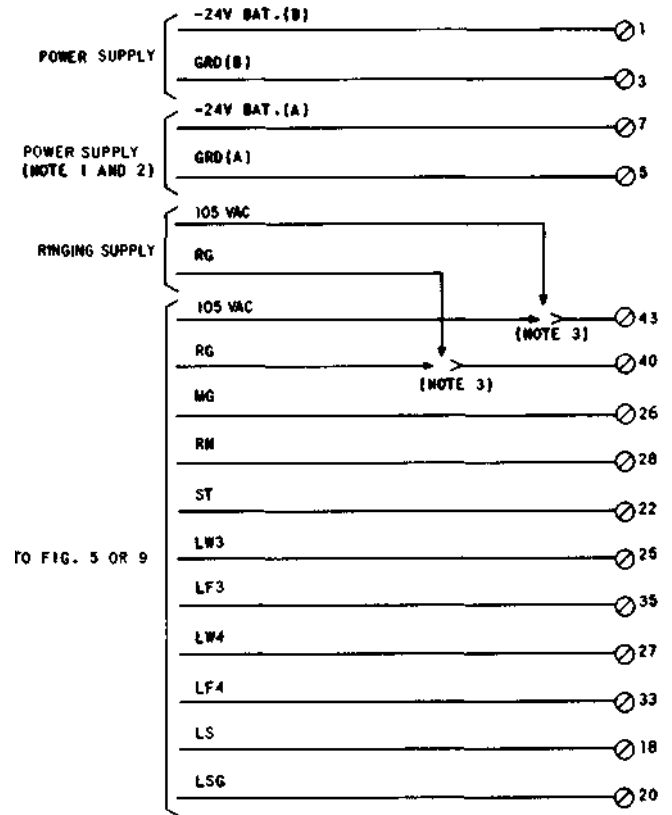 -24V BAT.(B) 1
POWER SUPPLY
GRD(B) 3
-24V BAT.(A) 7
POWER SUPPLY
(NOTE 1 AND 2)
GRD(A) 5
105 VAC
RINGING SUPPLY
RG
105 VAC 43
(NOTE 3)
RG 40
(NOTE 3)
MG 26
RM 28
ST 22
LW3 25
TO FIG. 5 OR 9
LF3 35
LW4 27
LF4 33
LS 18
LSG 20